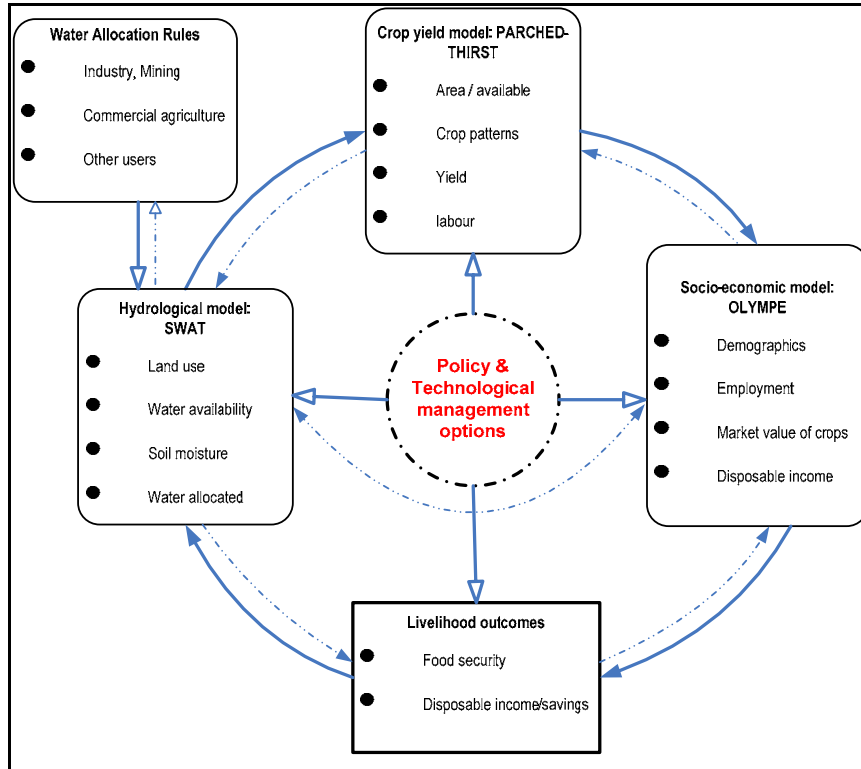 Water Allocation Rules
Industry, Mining
Commercial agriculture
Other users
Crop yield model: PARCHED-
THIRST
Area / available
Crop patterns
Yield
labour
Hydrological model:
SWAT
Land use
Water availability
Soil moisture
Water allocated
Policy &
Technological
management
options
Socio-economic model:
OLYMPE
Demographics
Employment
Market value of crops
Disposable income
Livelihood outcomes
Food security
Disposable income/savings